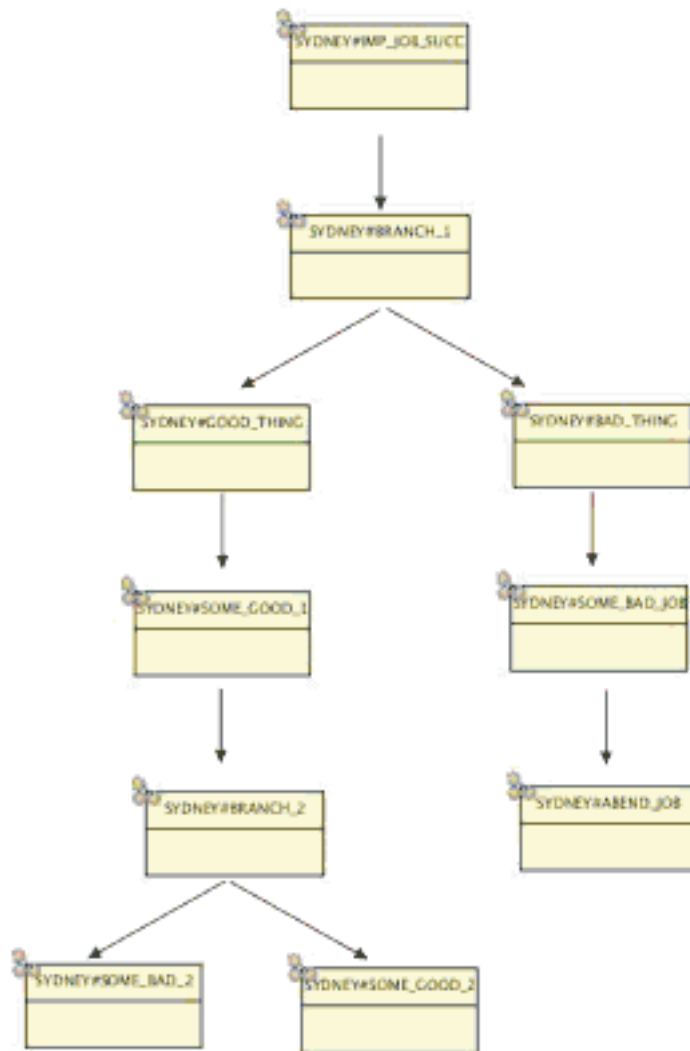 SYDNEY#IMP_JOB_SUCC
SYDNEY#BRANCH_1
SYDNEY#GOOD_THING
SYDNEY#BAD_THING
SYDNEY#SOME_GOOD_1
SYDNEY#SOME_BAD_JOB
SYDNEY#BRANCH_2
SYDNEY#ABEND_JOB
SYDNEY#SOME_BAD_2
SYDNEY#SOME_GOOD_2